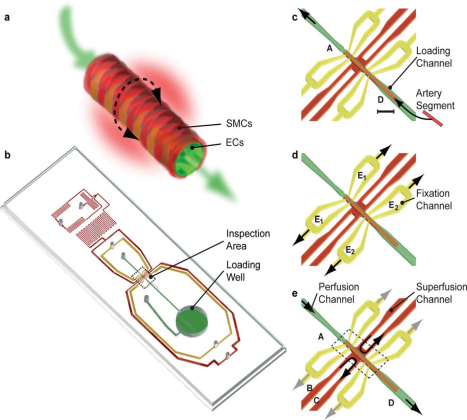 a
SMCs
ECs
b
Inspection
Area
Loading
Well
c
A
Loading
Channel
D
Artery
Segment
d
E1
E2
E1
E2
Fixation
Channel
e
Perfusion
Channel
Superfusion
Channel
A
B
C
D